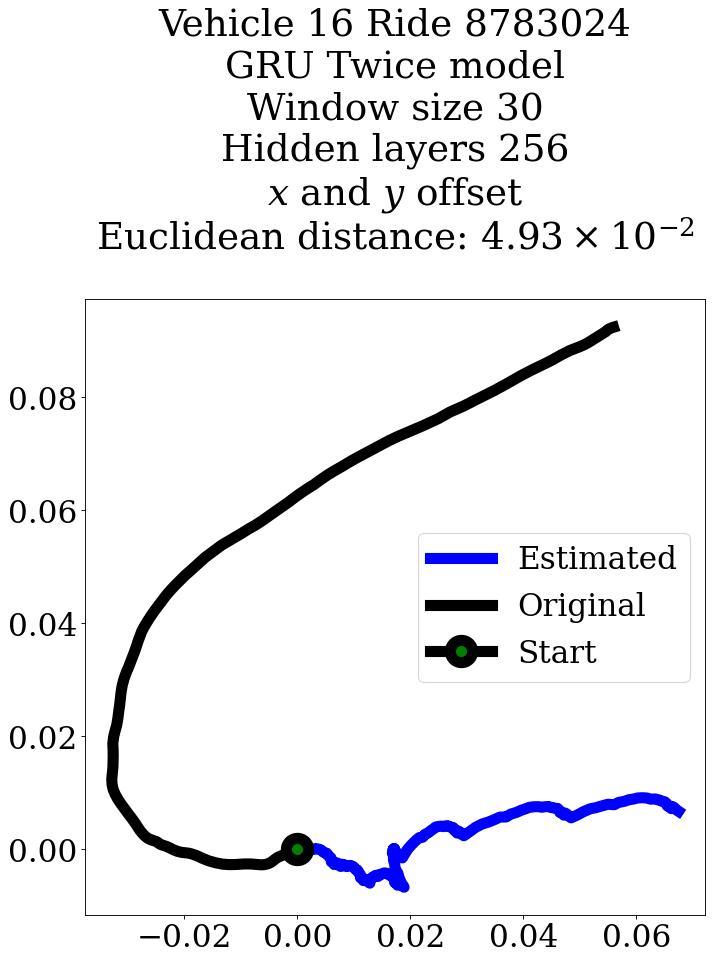 Vehicle 16 Ride 8783024
GRU Twice model
Window size 30
Hidden layers 256
x and y offset
Euclidean distance: 4.93 × 10⁻²
0.08
0.06
0.04
0.02
0.00
Estimated
Original
Start
−0.02 0.00 0.02 0.04 0.06